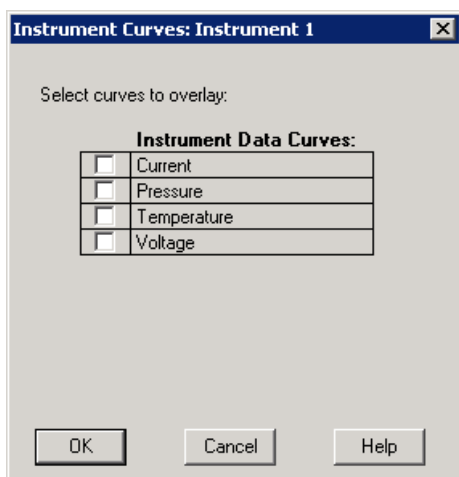 Instrument Curves: Instrument 1
Select curves to overlay:
Instrument Data Curves:
Current
Pressure
Temperature
Voltage
OK Cancel Help